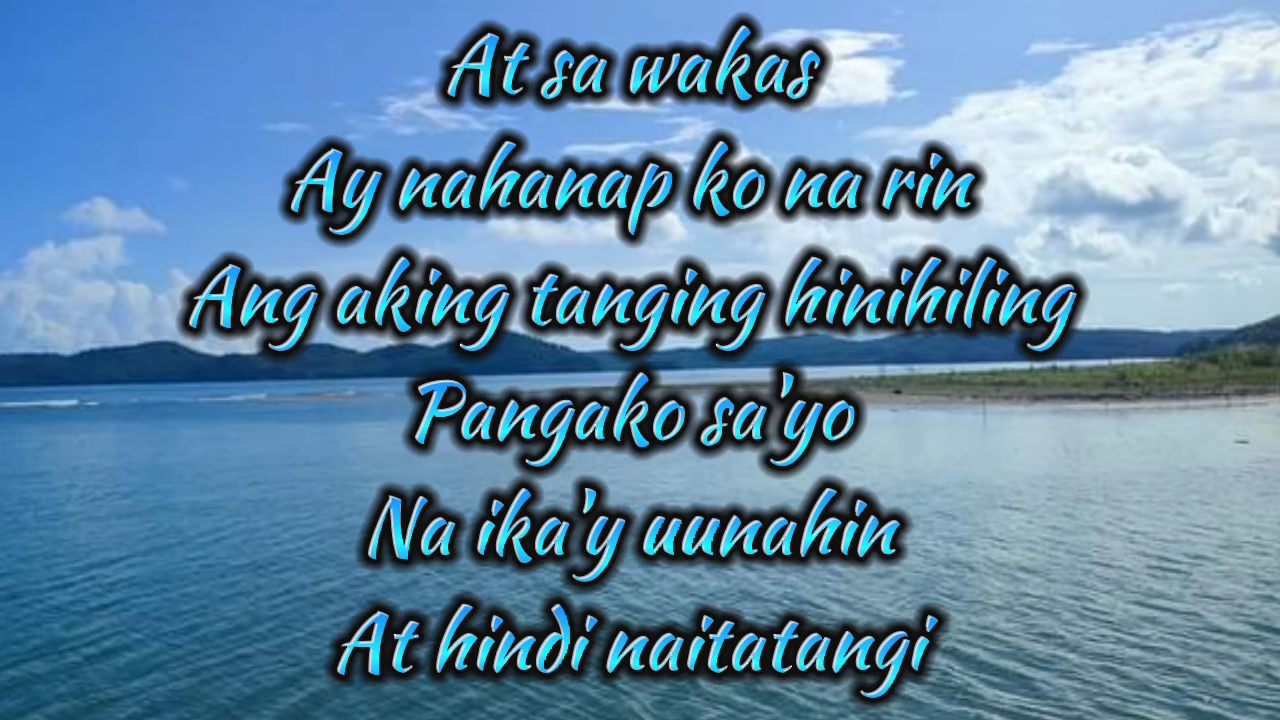 At sa wakas
Ay nahanap ko na rin
Ang aking tanging hinihiling
Pangako sa'yo
Na ika'y uunahin
At hindi naitatangi